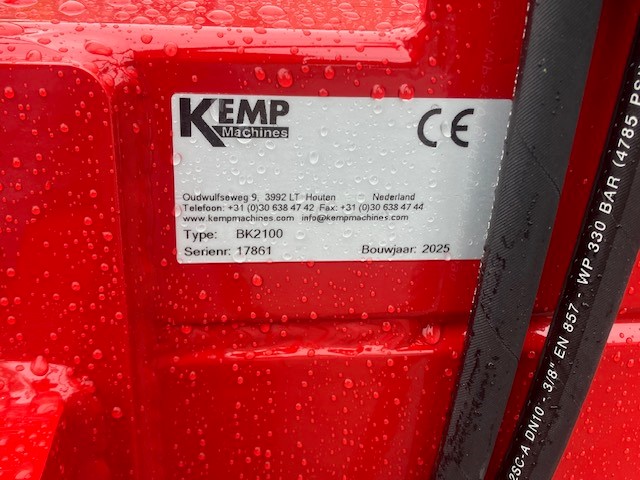 KEMP
Machines
CE
Oudwulfseweg 9, 3992 LT Houten Nederland
Telefoon: +31 (0)30 638 47 42 Fax: +31 (0)30 638 47 44
www.kempmachines.com info@kempmachines.com
Type: BK2100
Serienr: 17861 Bouwjaar: 2025
2SC-A DN10 - 3/8" EN 857 - WP 330 BAR (4785 PSI